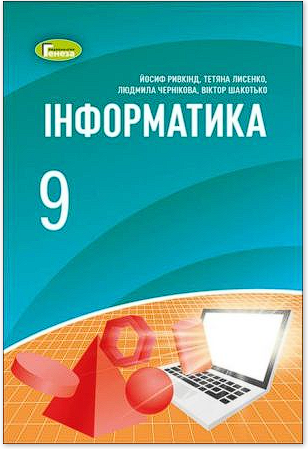 Генеза
ЙОСИФ РИВКІНД, ТЕТЯНА ЛИСЕНКО,
ЛЮДМИЛА ЧЕРНІКОВА, ВІКТОР ШАКОТЬКО
ІНФОРМАТИКА
9